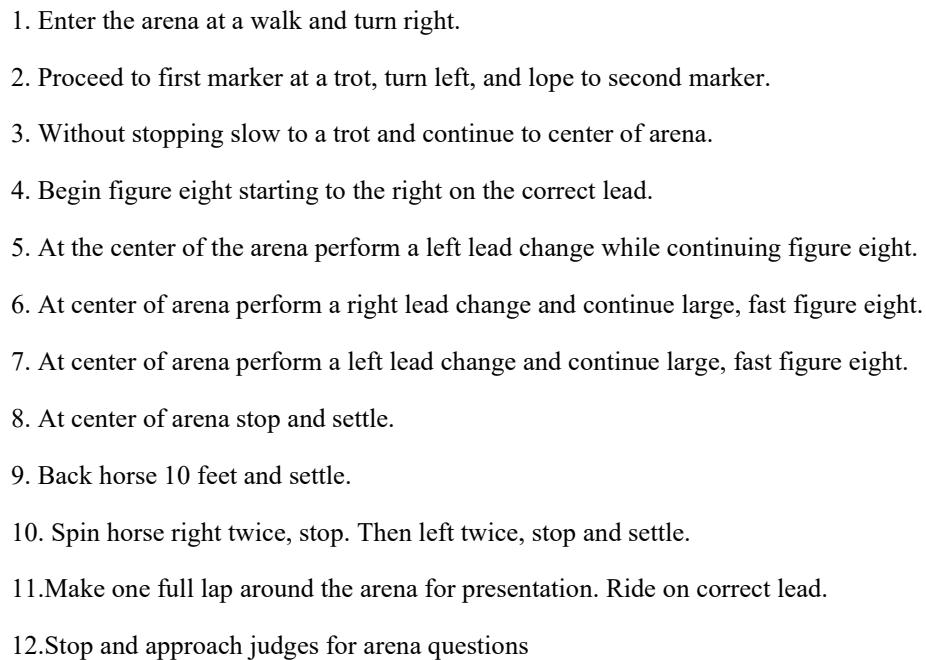 1. Enter the arena at a walk and turn right.
2. Proceed to first marker at a trot, turn left, and lope to second marker.
3. Without stopping slow to a trot and continue to center of arena.
4. Begin figure eight starting to the right on the correct lead.
5. At the center of the arena perform a left lead change while continuing figure eight.
6. At center of arena perform a right lead change and continue large, fast figure eight.
7. At center of arena perform a left lead change and continue large, fast figure eight.
8. At center of arena stop and settle.
9. Back horse 10 feet and settle.
10. Spin horse right twice, stop. Then left twice, stop and settle.
11.Make one full lap around the arena for presentation. Ride on correct lead.
12.Stop and approach judges for arena questions